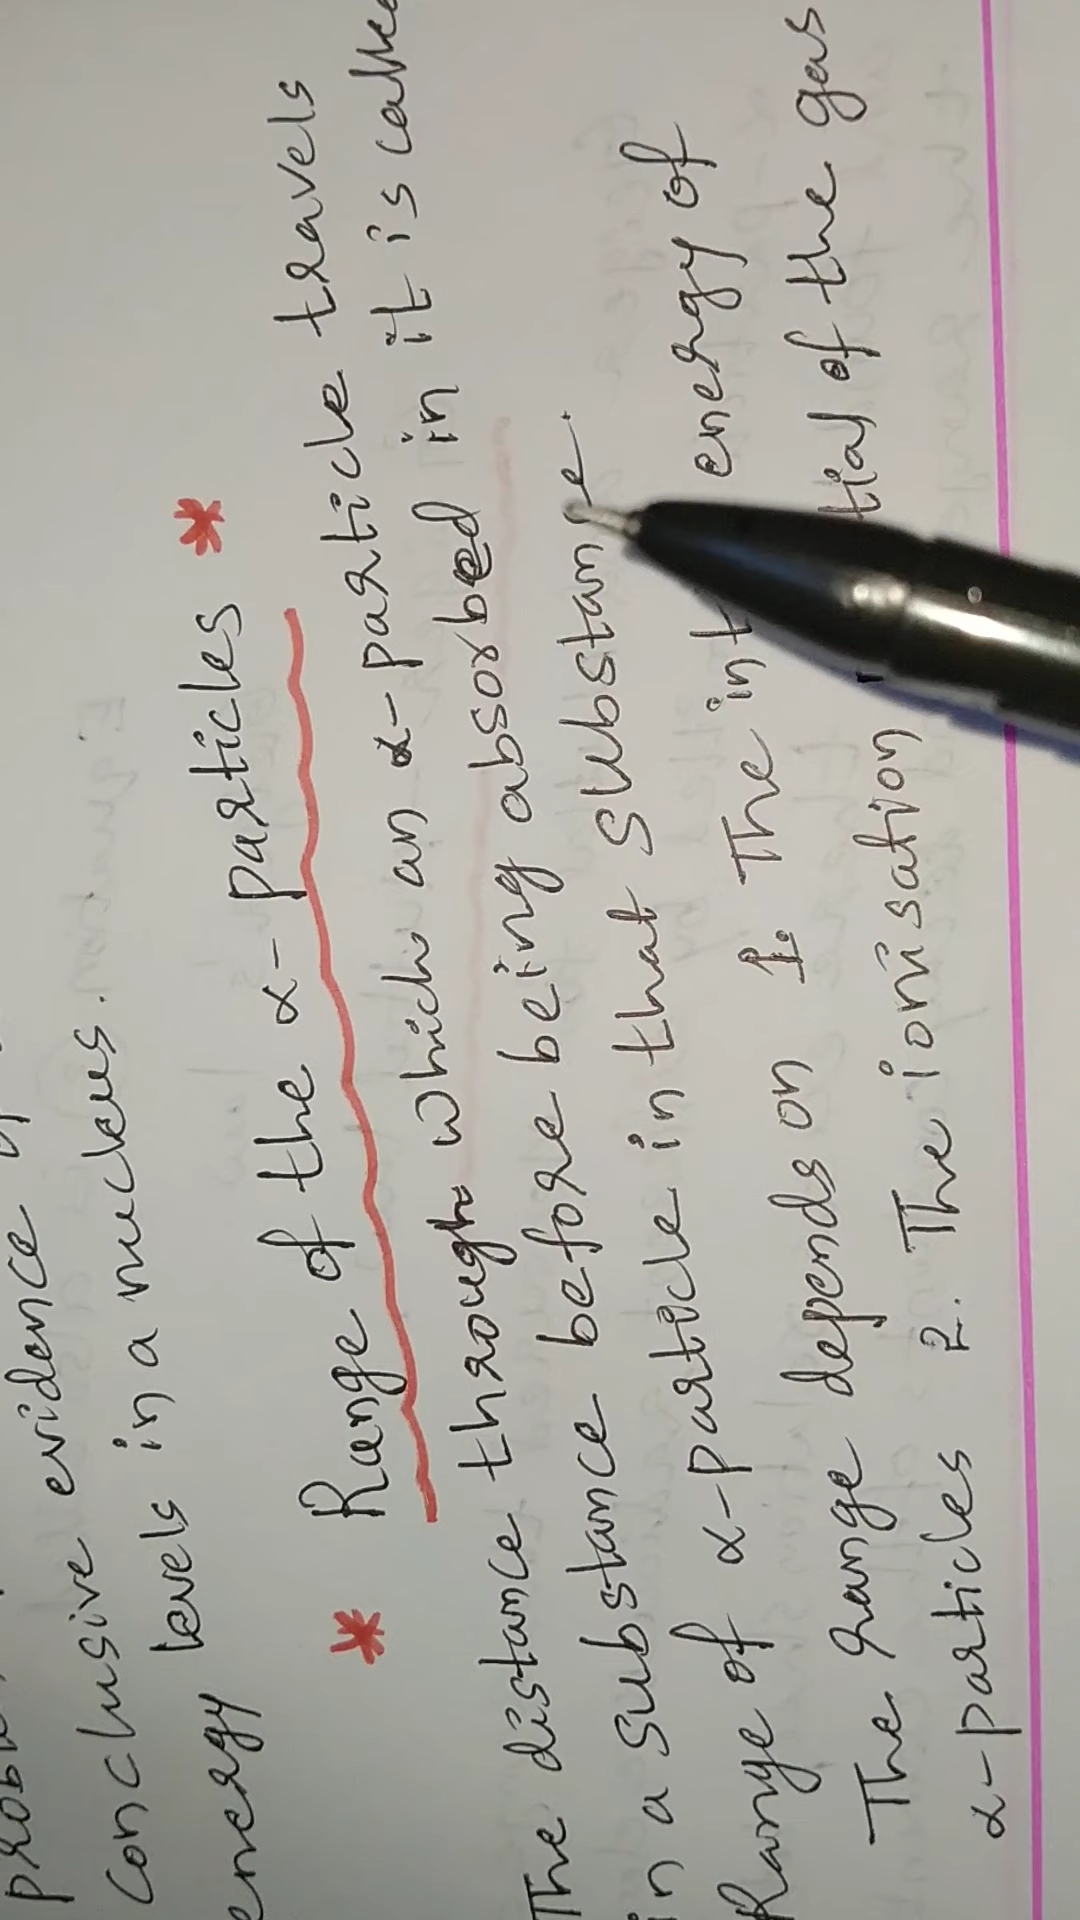 conclusive evidence
energy levels in a nucleus.
* Range of the α- particles *
The distance through which an α- particle travels
in a substance before being absorbed in it is called
Range of α-particle in that substance.
The range depends on 1. The energy of
α-particles 2. The ionisation of the gas